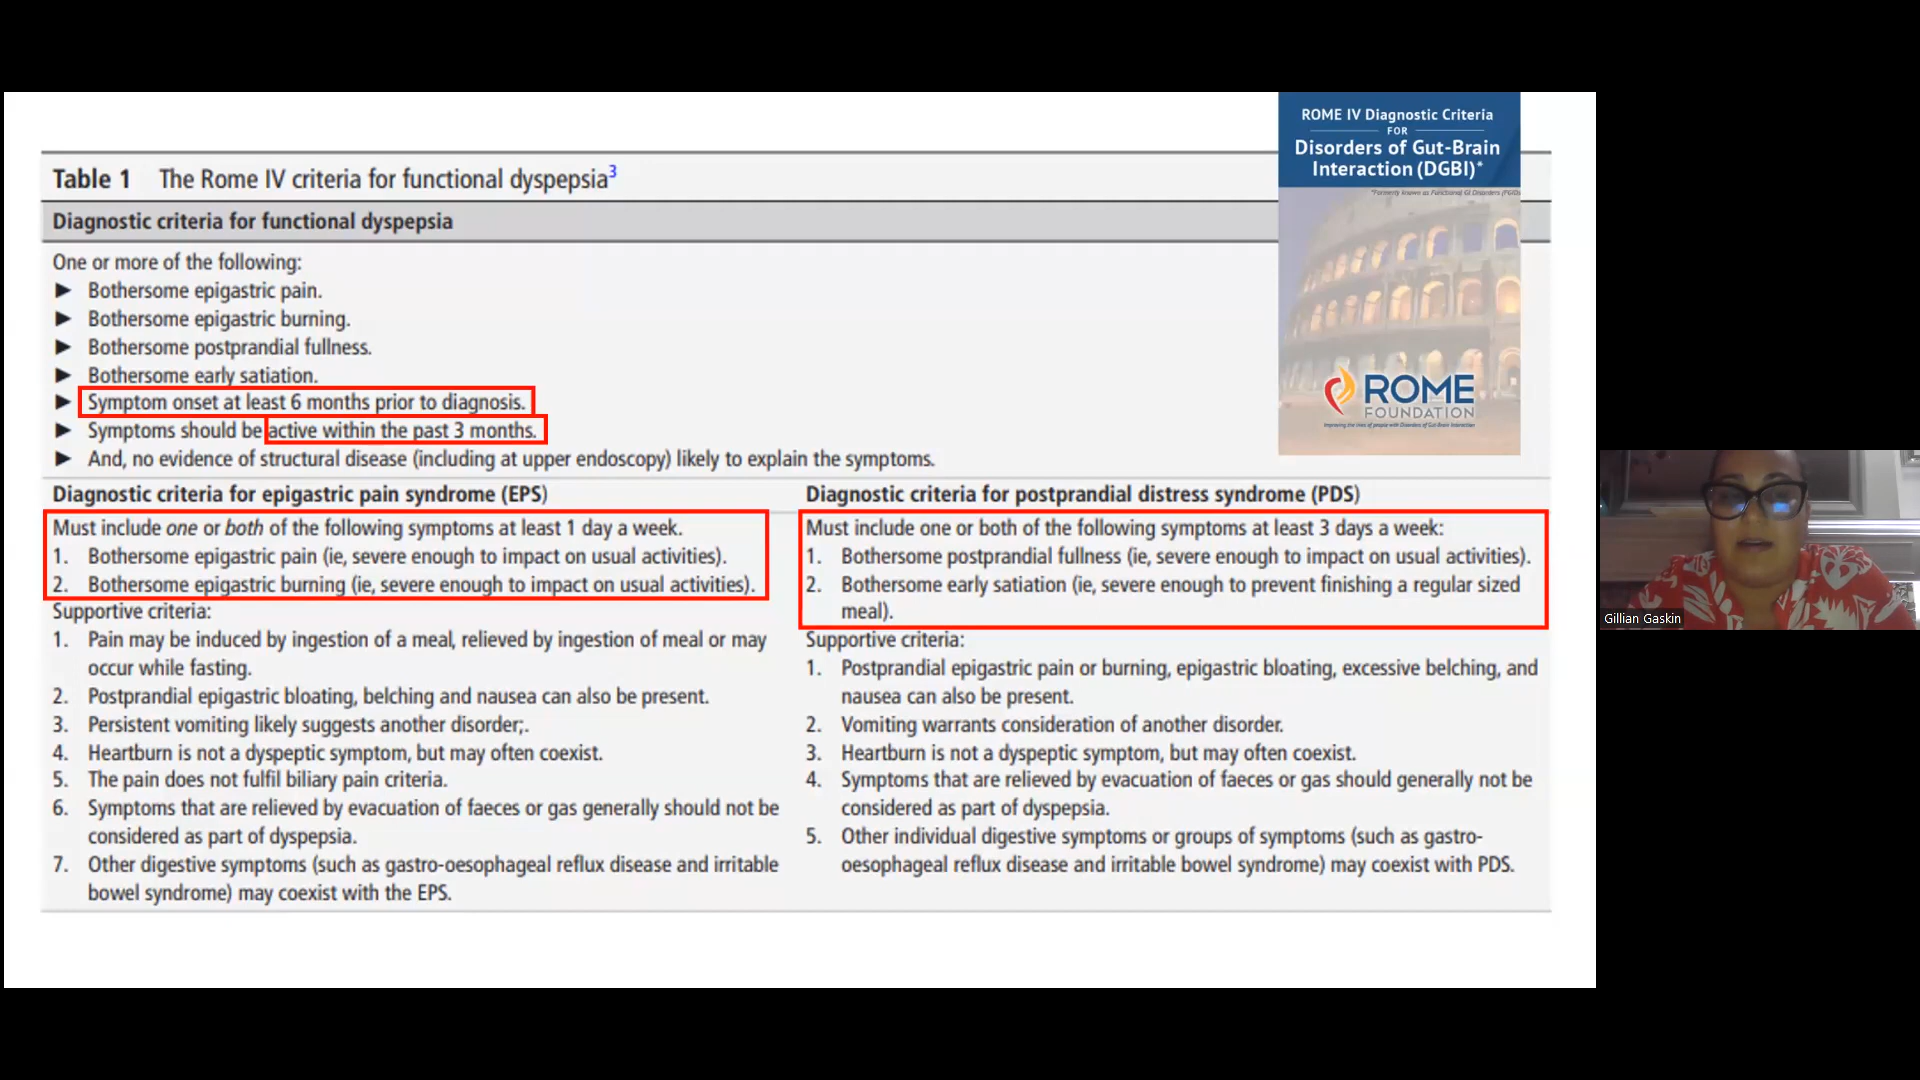 ROME IV Diagnostic Criteria
FOR
Disorders of Gut-Brain
Interaction (DGBI)*
*Formerly known as Functional GI Disorders (FGID
ROME
FOUNDATION
Improving the lives of people with Disorders of Gut-Brain Interaction
Table 1 The Rome IV criteria for functional dyspepsia3
Diagnostic criteria for functional dyspepsia
One or more of the following:
► Bothersome epigastric pain.
► Bothersome epigastric burning.
► Bothersome postprandial fullness.
► Bothersome early satiation.
► Symptom onset at least 6 months prior to diagnosis.
► Symptoms should be active within the past 3 months.
► And, no evidence of structural disease (including at upper endoscopy) likely to explain the symptoms.
Diagnostic criteria for epigastric pain syndrome (EPS)
Must include one or both of the following symptoms at least 1 day a week.
1. Bothersome epigastric pain (ie, severe enough to impact on usual activities).
2. Bothersome epigastric burning (ie, severe enough to impact on usual activities).
Supportive criteria:
1. Pain may be induced by ingestion of a meal, relieved by ingestion of meal or may
occur while fasting.
2. Postprandial epigastric bloating, belching and nausea can also be present.
3. Persistent vomiting likely suggests another disorder;.
4. Heartburn is not a dyspeptic symptom, but may often coexist.
5. The pain does not fulfil biliary pain criteria.
6. Symptoms that are relieved by evacuation of faeces or gas generally should not be
considered as part of dyspepsia.
7. Other digestive symptoms (such as gastro-oesophageal reflux disease and irritable
bowel syndrome) may coexist with the EPS.
Diagnostic criteria for postprandial distress syndrome (PDS)
Must include one or both of the following symptoms at least 3 days a week:
1. Bothersome postprandial fullness (ie, severe enough to impact on usual activities).
2. Bothersome early satiation (ie, severe enough to prevent finishing a regular sized
meal).
Supportive criteria:
1. Postprandial epigastric pain or burning, epigastric bloating, excessive belching, and
nausea can also be present.
2. Vomiting warrants consideration of another disorder.
3. Heartburn is not a dyspeptic symptom, but may often coexist.
4. Symptoms that are relieved by evacuation of faeces or gas should generally not be
considered as part of dyspepsia.
5. Other individual digestive symptoms or groups of symptoms (such as gastro-
oesophageal reflux disease and irritable bowel syndrome) may coexist with PDS.
Gillian Gaskin